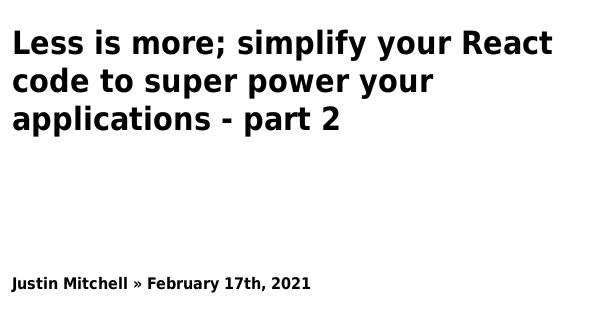 Less is more; simplify your React
code to super power your
applications - part 2
Justin Mitchell » February 17th, 2021